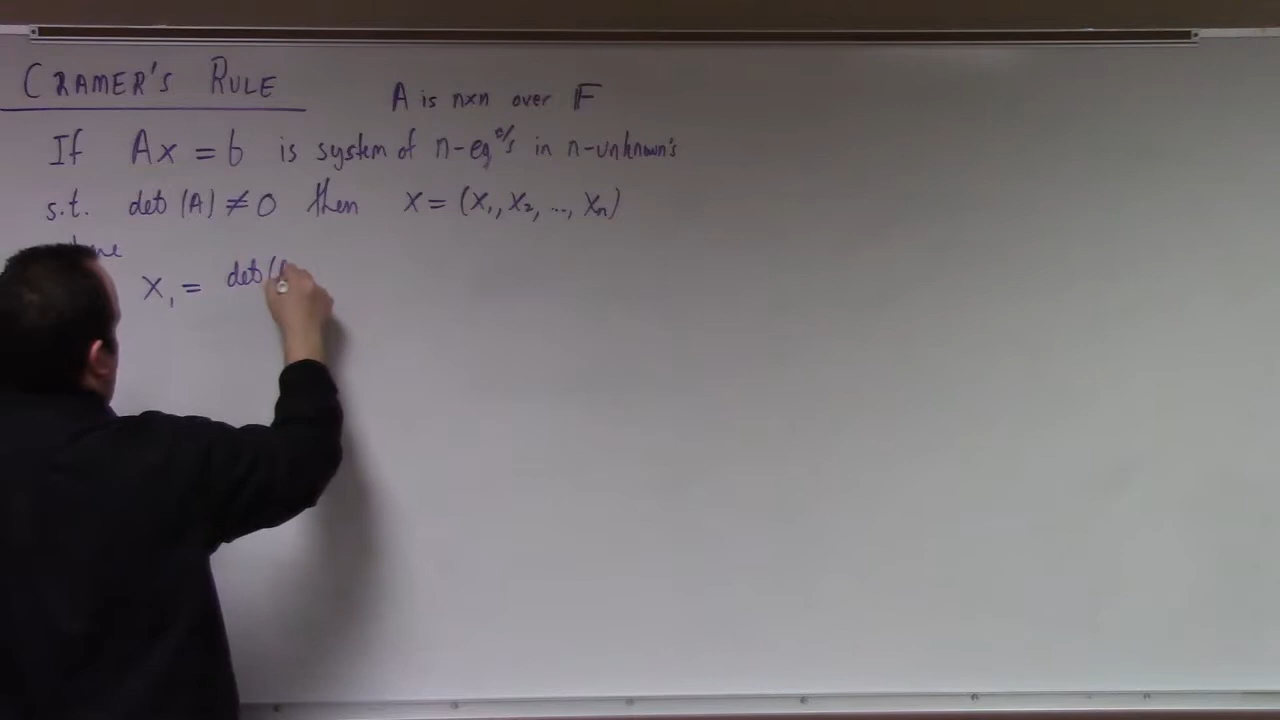 CRAMER'S RULE
A is n×n over 𝔽
If Ax = b is system of n-eqⁿ's in n-unknown's
s.t. det (A) ≠ 0 then x = (x₁, x₂, ..., xₙ)
x₁ = det(